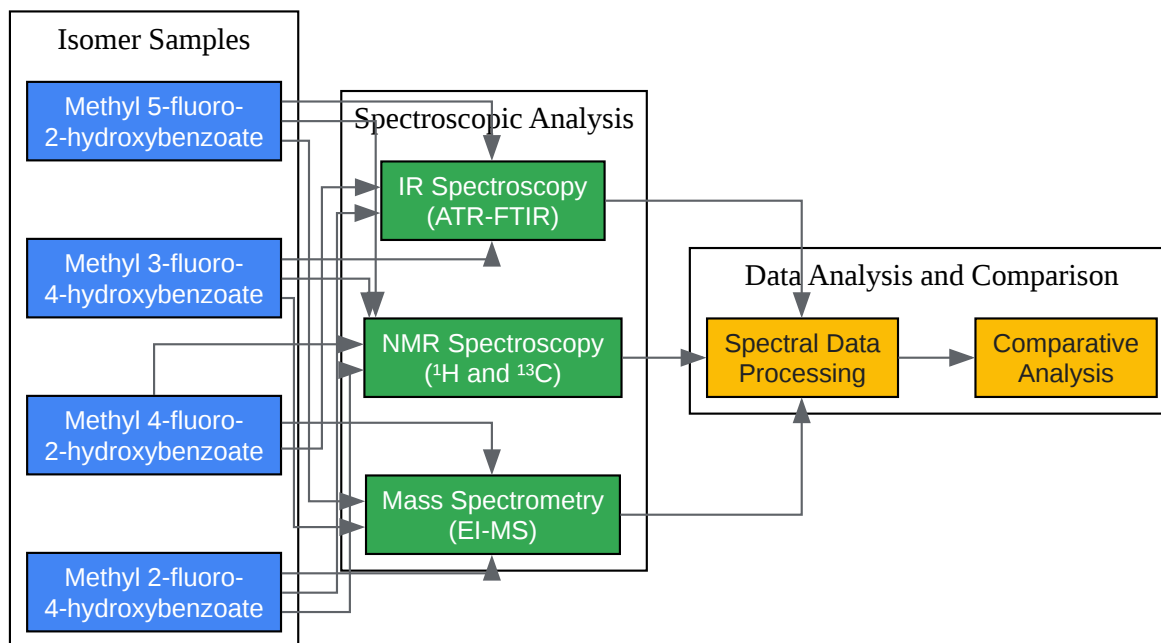 Isomer Samples
Methyl 5-fluoro-
2-hydroxybenzoate
Methyl 3-fluoro-
4-hydroxybenzoate
Methyl 4-fluoro-
2-hydroxybenzoate
Methyl 2-fluoro-
4-hydroxybenzoate
Spectroscopic Analysis
IR Spectroscopy
(ATR-FTIR)
NMR Spectroscopy
(¹H and ¹³C)
Mass Spectrometry
(EI-MS)
Data Analysis and Comparison
Spectral Data
Processing
Comparative
Analysis